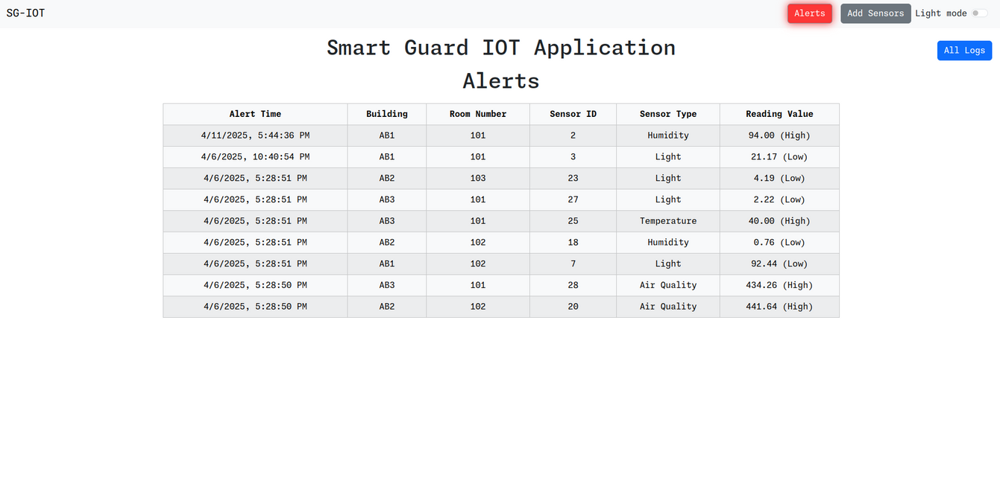 SG-IOT Alerts Add Sensors Light mode
Smart Guard IOT Application
All Logs
Alerts
Alert Time Building Room Number Sensor ID Sensor Type Reading Value
4/11/2025, 5:44:36 PM AB1 101 2 Humidity 94.00 (High)
4/6/2025, 10:40:54 PM AB1 101 3 Light 21.17 (Low)
4/6/2025, 5:28:51 PM AB2 103 23 Light 4.19 (Low)
4/6/2025, 5:28:51 PM AB3 101 27 Light 2.22 (Low)
4/6/2025, 5:28:51 PM AB3 101 25 Temperature 40.00 (High)
4/6/2025, 5:28:51 PM AB2 102 18 Humidity 0.76 (Low)
4/6/2025, 5:28:51 PM AB1 102 7 Light 92.44 (Low)
4/6/2025, 5:28:50 PM AB3 101 28 Air Quality 434.26 (High)
4/6/2025, 5:28:50 PM AB2 102 20 Air Quality 441.64 (High)